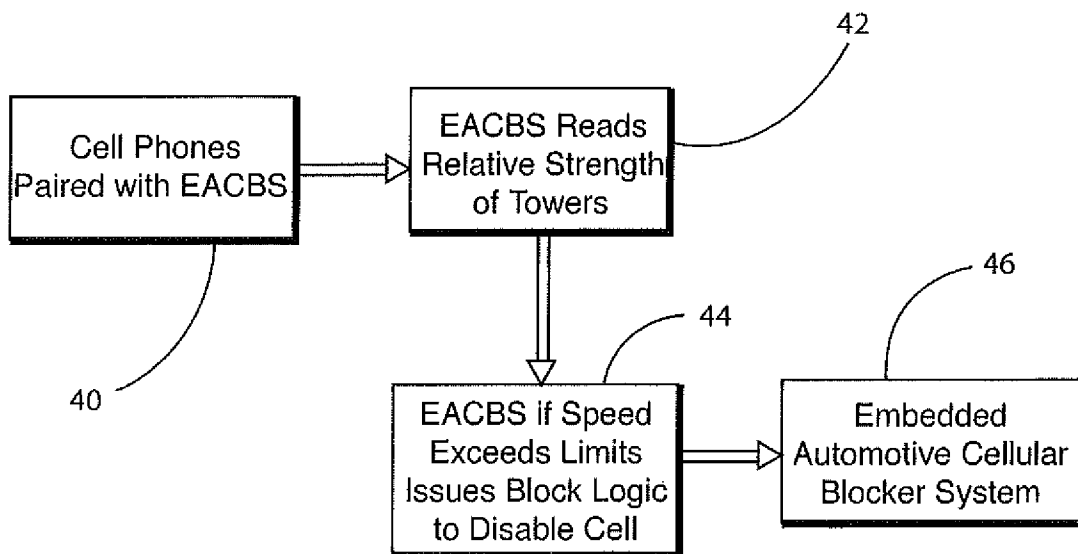 42
Cell Phones
Paired with EACBS
EACBS Reads
Relative Strength
of Towers
46
44
40
EACBS if Speed
Exceeds Limits
Issues Block Logic
to Disable Cell
Embedded
Automotive Cellular
Blocker System